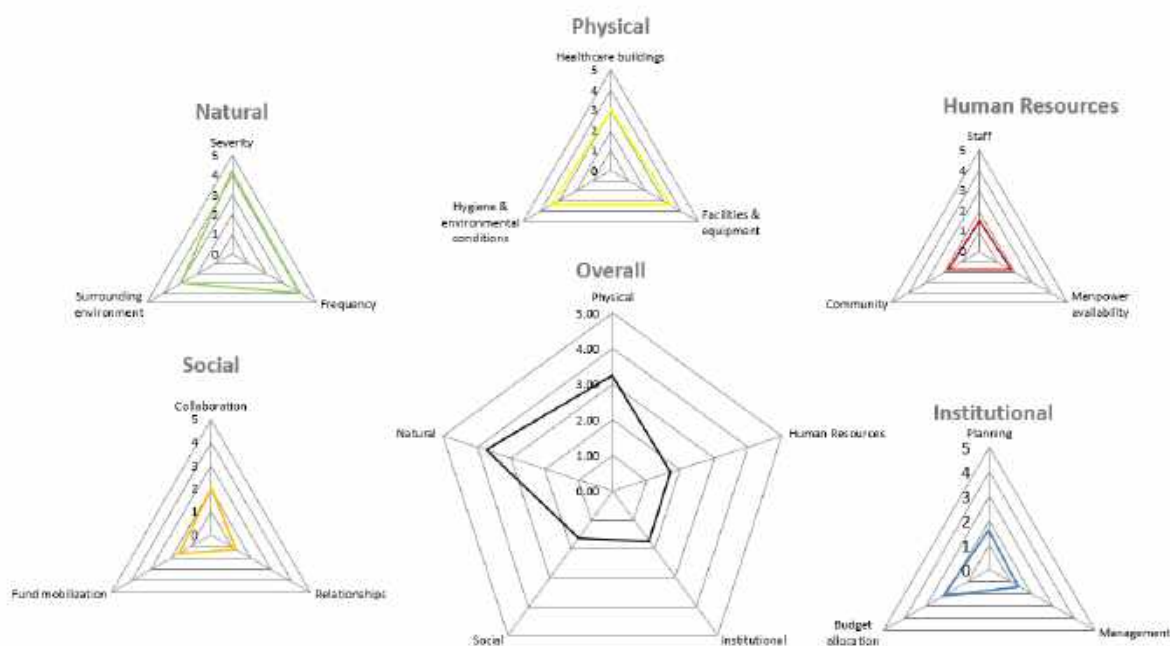 Physical
Healthcare buildings
5
4
3
2
1
0
Hygiene &
environmental
conditions
Facilities &
equipment
Natural
Severity
5
4
3
2
1
0
Surrounding
environment
Frequency
Human Resources
Staff
5
4
3
2
1
0
Community
Manpower
availability
Overall
Physical
5.00
4.00
3.00
2.00
1.00
0.00
Natural
Human Resources
Social
Institutional
Social
Collaboration
5
4
3
2
1
0
Fund mobilization
Relationships
Institutional
Planning
5
4
3
2
1
0
Budget
allocation
Management